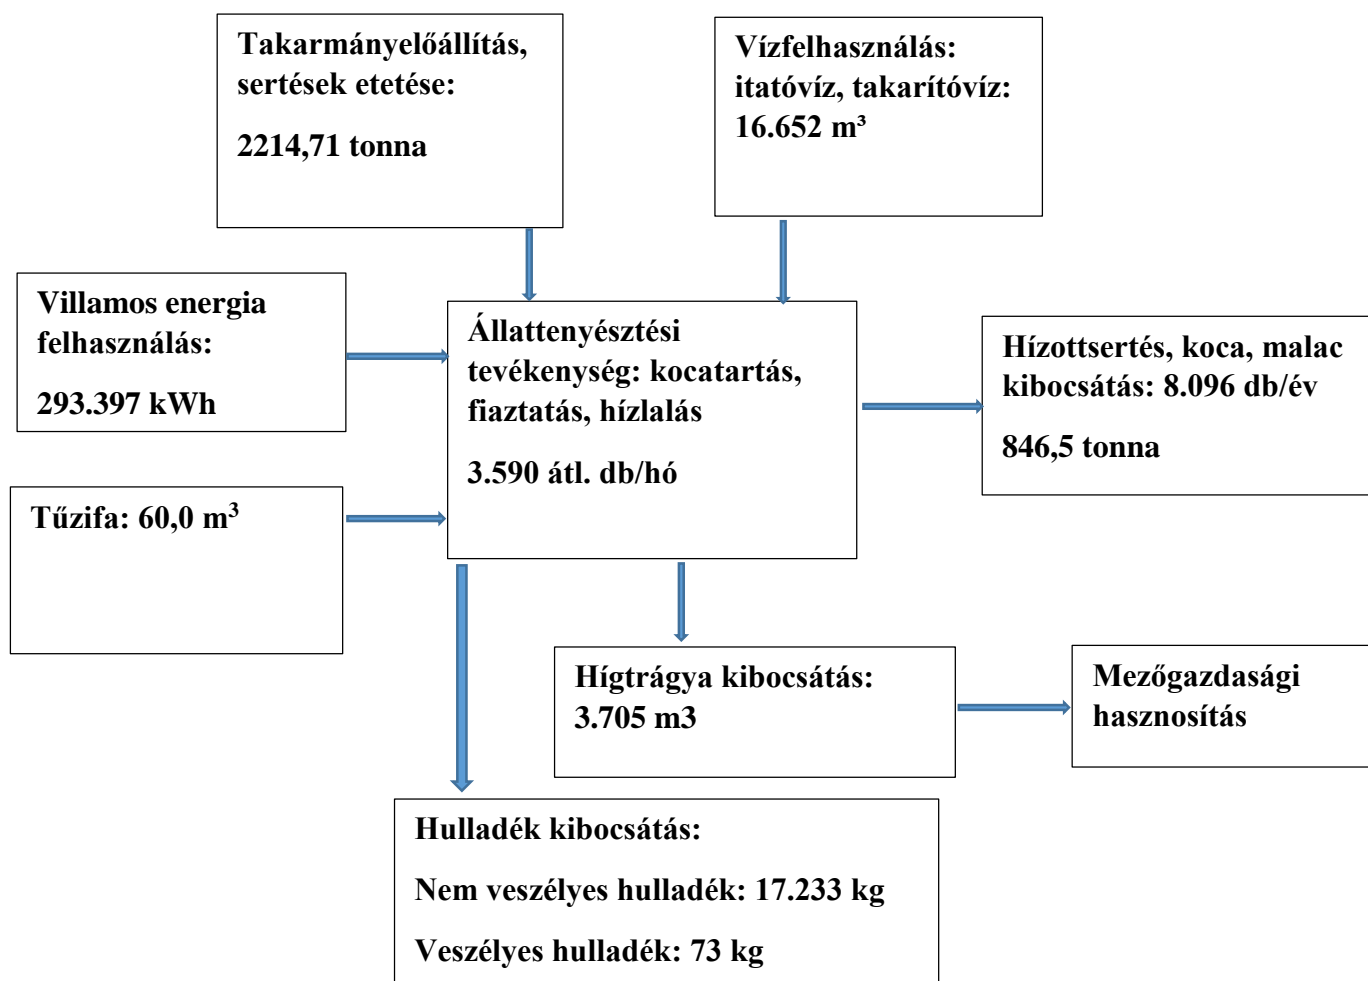 Takarmányelőállítás,
sertések etetése:
2214,71 tonna
Vízfelhasználás:
itatóvíz, takarítóvíz:
16.652 m³
Villamos energia
felhasználás:
293.397 kWh
Állattenyésztési
tevékenység: kocatartás,
fiaztatás, hízlalás
3.590 átl. db/hó
Hízottsertés, koca, malac
kibocsátás: 8.096 db/év
846,5 tonna
Tűzifa: 60,0 m³
Hígtrágya kibocsátás:
3.705 m3
Mezőgazdasági
hasznosítás
Hulladék kibocsátás:
Nem veszélyes hulladék: 17.233 kg
Veszélyes hulladék: 73 kg